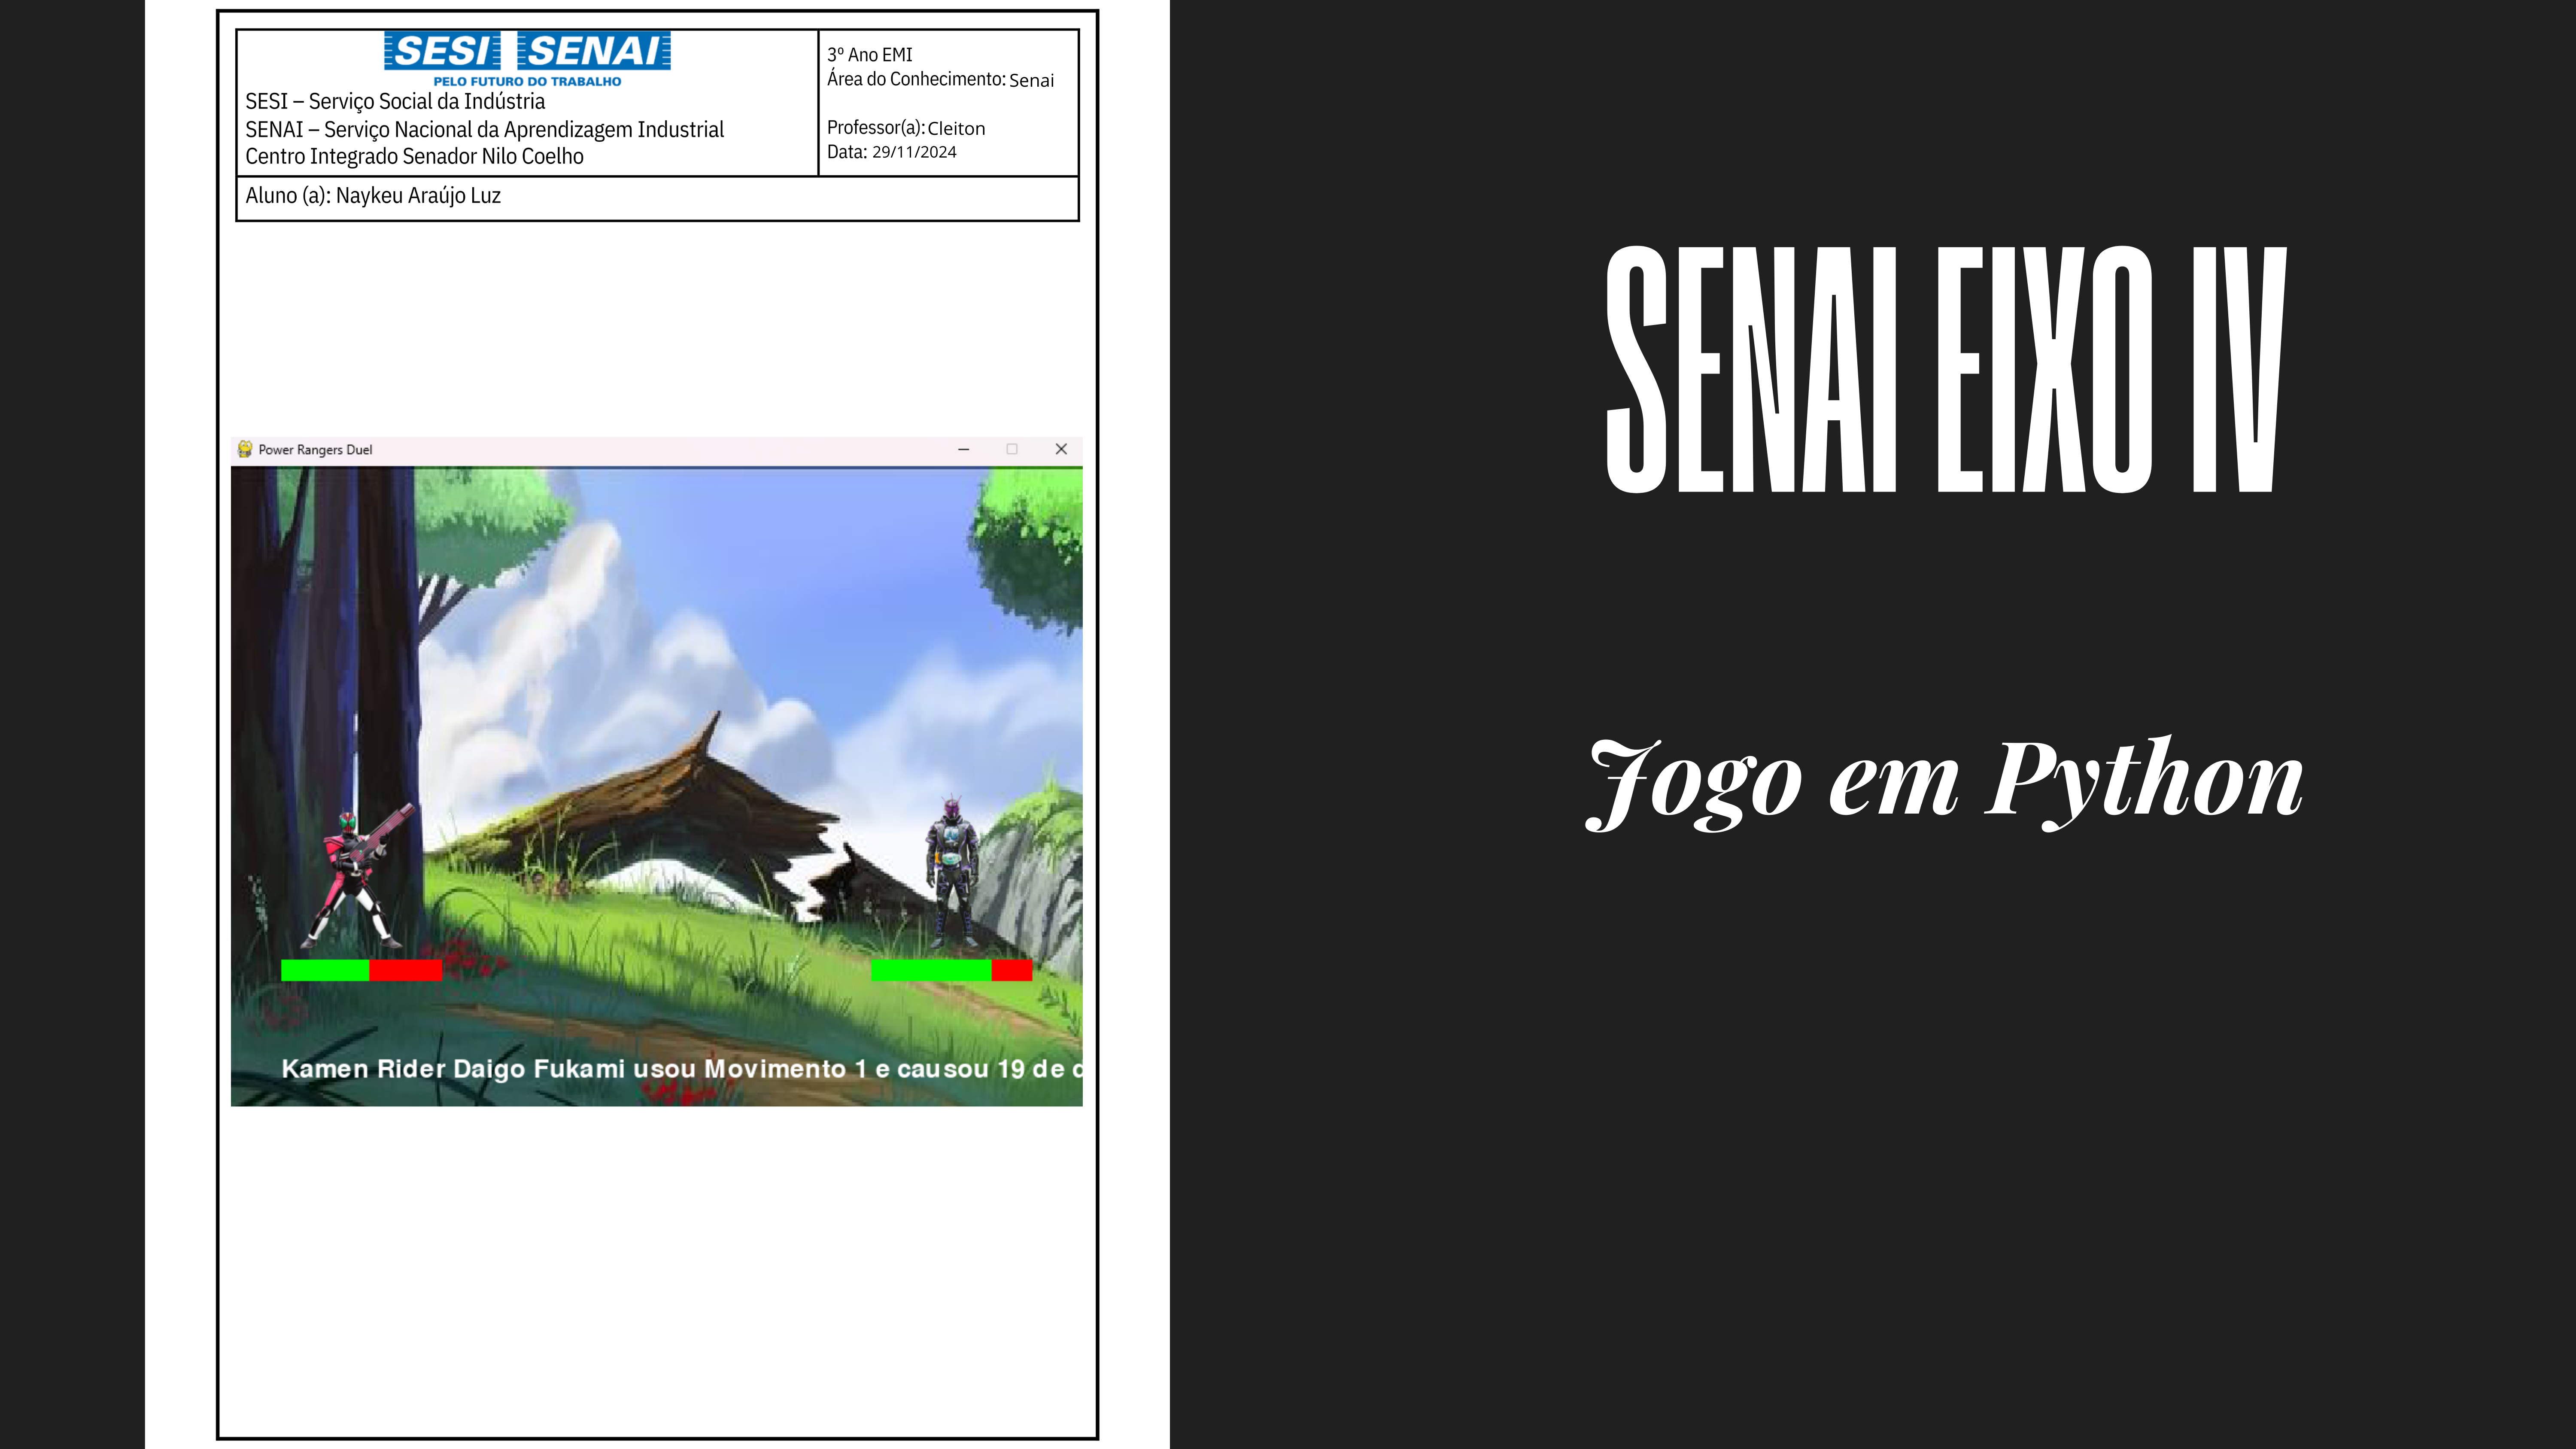 SESI SENAI
PELO FUTURO DO TRABALHO
SESI – Serviço Social da Indústria
SENAI – Serviço Nacional da Aprendizagem Industrial
Centro Integrado Senador Nilo Coelho
3º Ano EMI
Área do Conhecimento: Senai
Professor(a): Cleiton
Data: 29/11/2024
Aluno (a): Naykeu Araújo Luz
Power Rangers Duel
Kamen Rider Daigo Fukami usou Movimento 1 e causou 19 de
SENAI EIXO IV
Jogo em Python